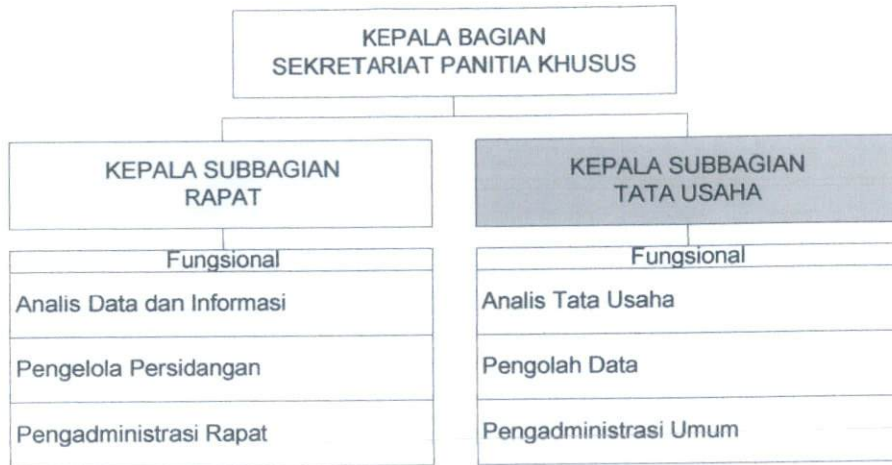 KEPALA BAGIAN
SEKRETARIAT PANITIA KHUSUS
KEPALA SUBBAGIAN
RAPAT
KEPALA SUBBAGIAN
TATA USAHA
Fungsional
Analis Data dan Informasi
Pengelola Persidangan
Pengadministrasi Rapat
Fungsional
Analis Tata Usaha
Pengolah Data
Pengadministrasi Umum